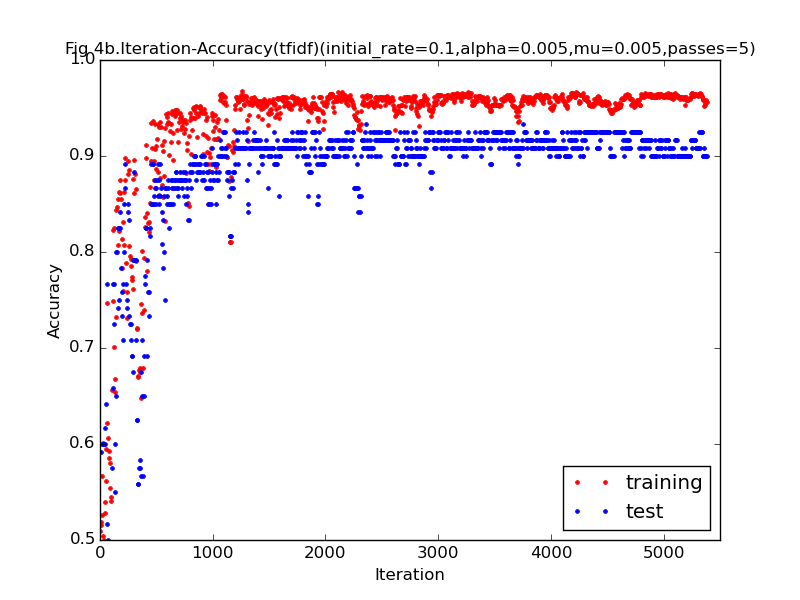 Fig.4b.Iteration-Accuracy(tfidf)(initial_rate=0.1,alpha=0.005,mu=0.005,passes=5)
1.0
0.9
0.8
0.7
0.6
0.5
Accuracy
0 1000 2000 3000 4000 5000
Iteration
training
test